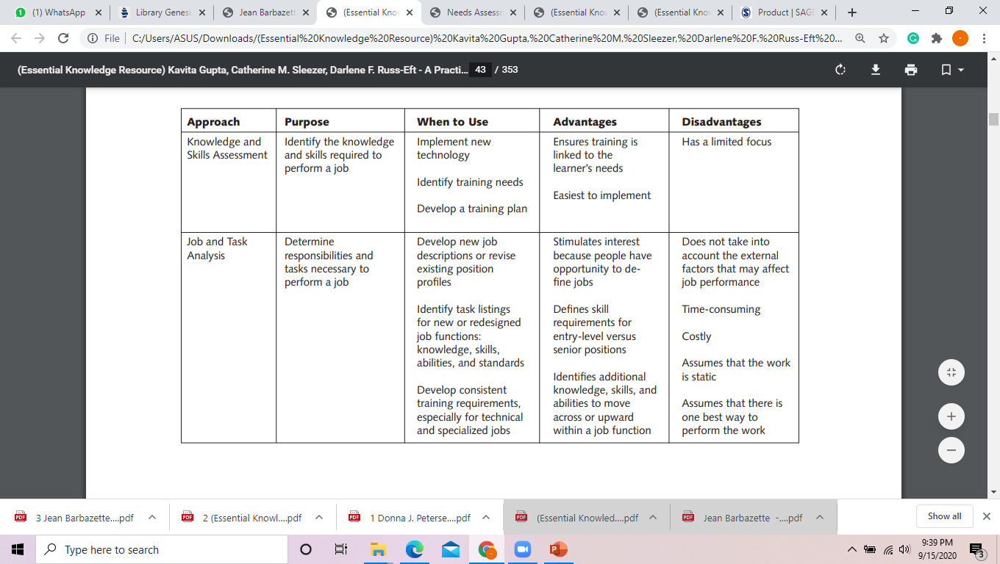 (1) WhatsApp
Library Genesi
Jean Barbazett
(Essential Know
Needs Assessm
(Essential Know
(Essential Know
Product | SAGE
File | C:/Users/ASUS/Downloads/(Essential%20Knowledge%20Resource)%20Kavita%20Gupta,%20Catherine%20M.%20Sleezer,%20Darlene%20F.%20Russ-Eft%20...
(Essential Knowledge Resource) Kavita Gupta, Catherine M. Sleezer, Darlene F. Russ-Eft - A Practi... 43 / 353
Approach
Purpose
When to Use
Advantages
Disadvantages
Knowledge and
Skills Assessment
Identify the knowledge
and skills required to
perform a job
Implement new
technology
Identify training needs
Develop a training plan
Ensures training is
linked to the
learner's needs
Easiest to implement
Has a limited focus
Job and Task
Analysis
Determine
responsibilities and
tasks necessary to
perform a job
Develop new job
descriptions or revise
existing position
profiles
Identify task listings
for new or redesigned
job functions:
knowledge, skills,
abilities, and standards
Develop consistent
training requirements,
especially for technical
and specialized jobs
Stimulates interest
because people have
opportunity to de-
fine jobs
Defines skill
requirements for
entry-level versus
senior positions
Identifies additional
knowledge, skills, and
abilities to move
across or upward
within a job function
Does not take into
account the external
factors that may affect
job performance
Time-consuming
Costly
Assumes that the work
is static
Assumes that there is
one best way to
perform the work
3 Jean Barbazette....pdf
2 (Essential Knowl....pdf
1 Donna J. Peterse....pdf
(Essential Knowled....pdf
Jean Barbazette -....pdf
Show all
Type here to search
9:39 PM
9/15/2020
3